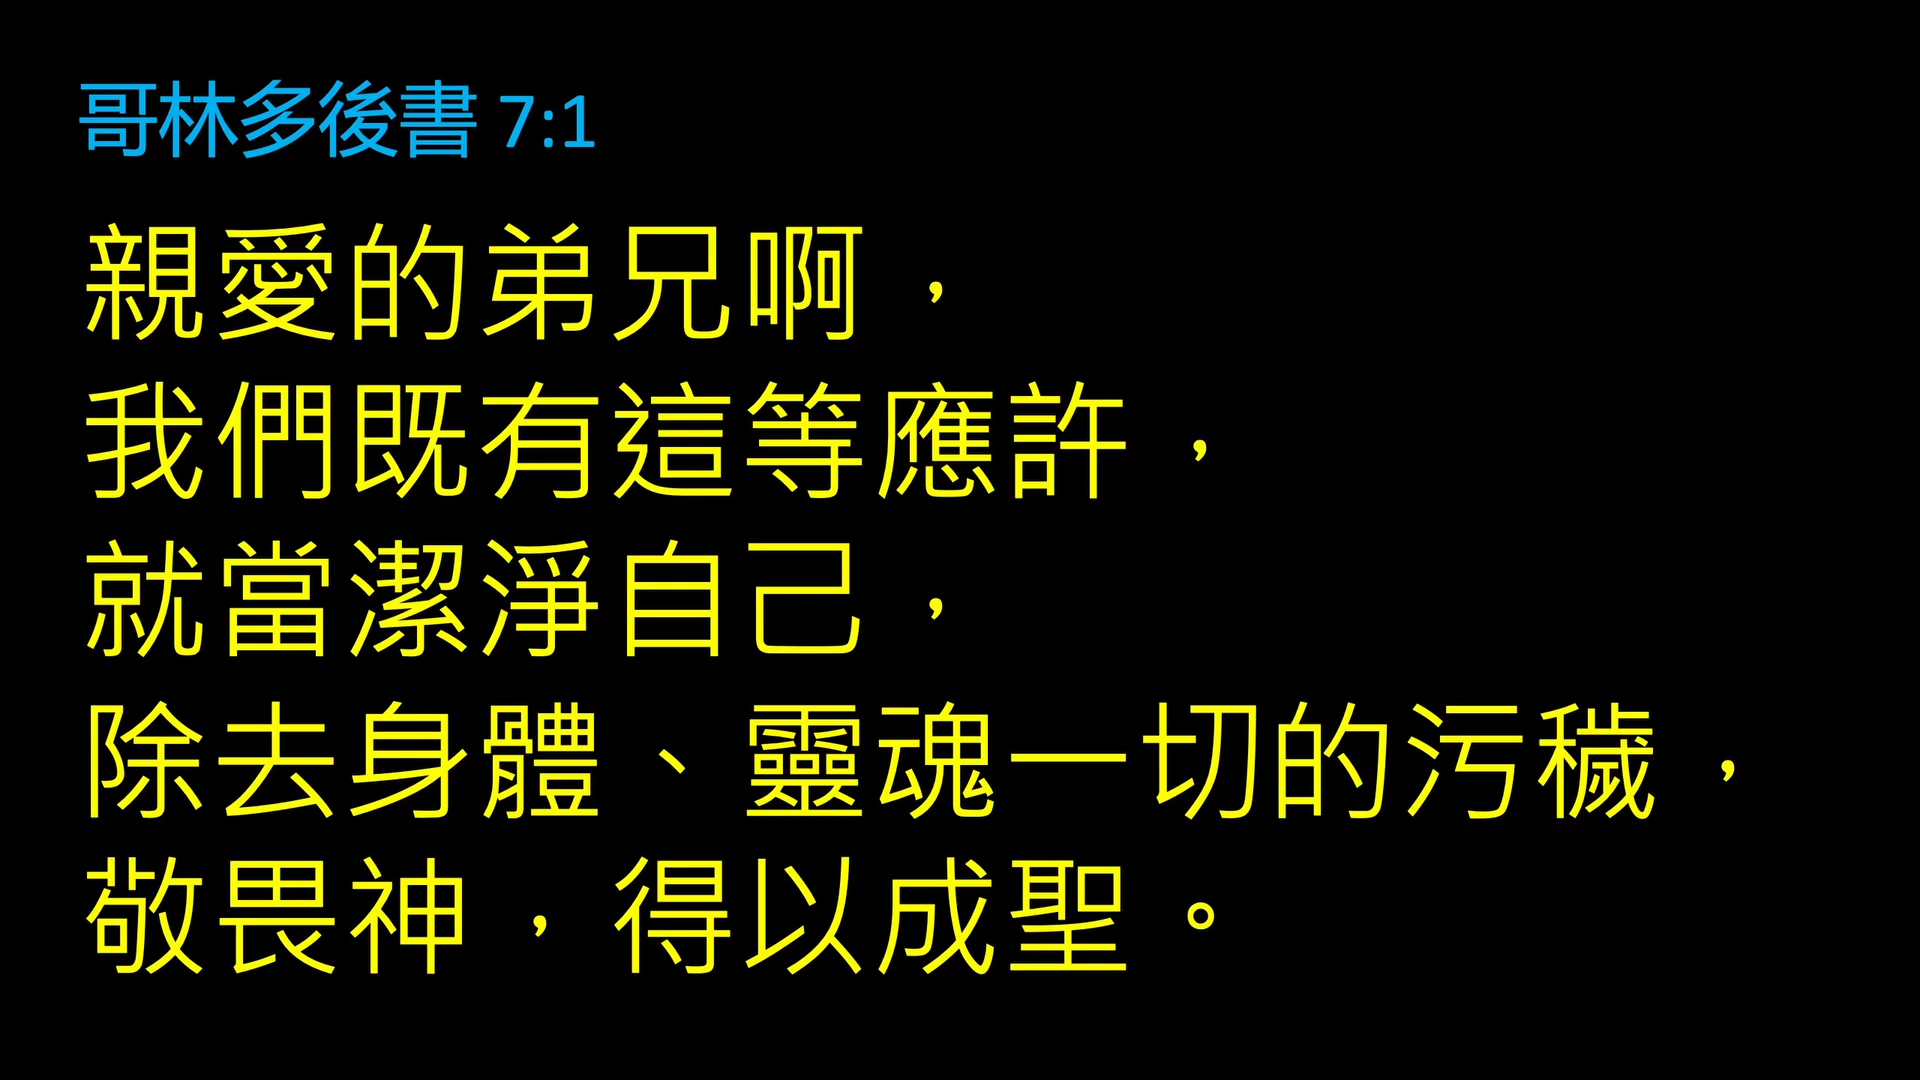 哥林多後書 7:1
親愛的弟兄啊，
我們既有這等應許，
就當潔淨自己，
除去身體、靈魂一切的污穢，
敬畏神，得以成聖。